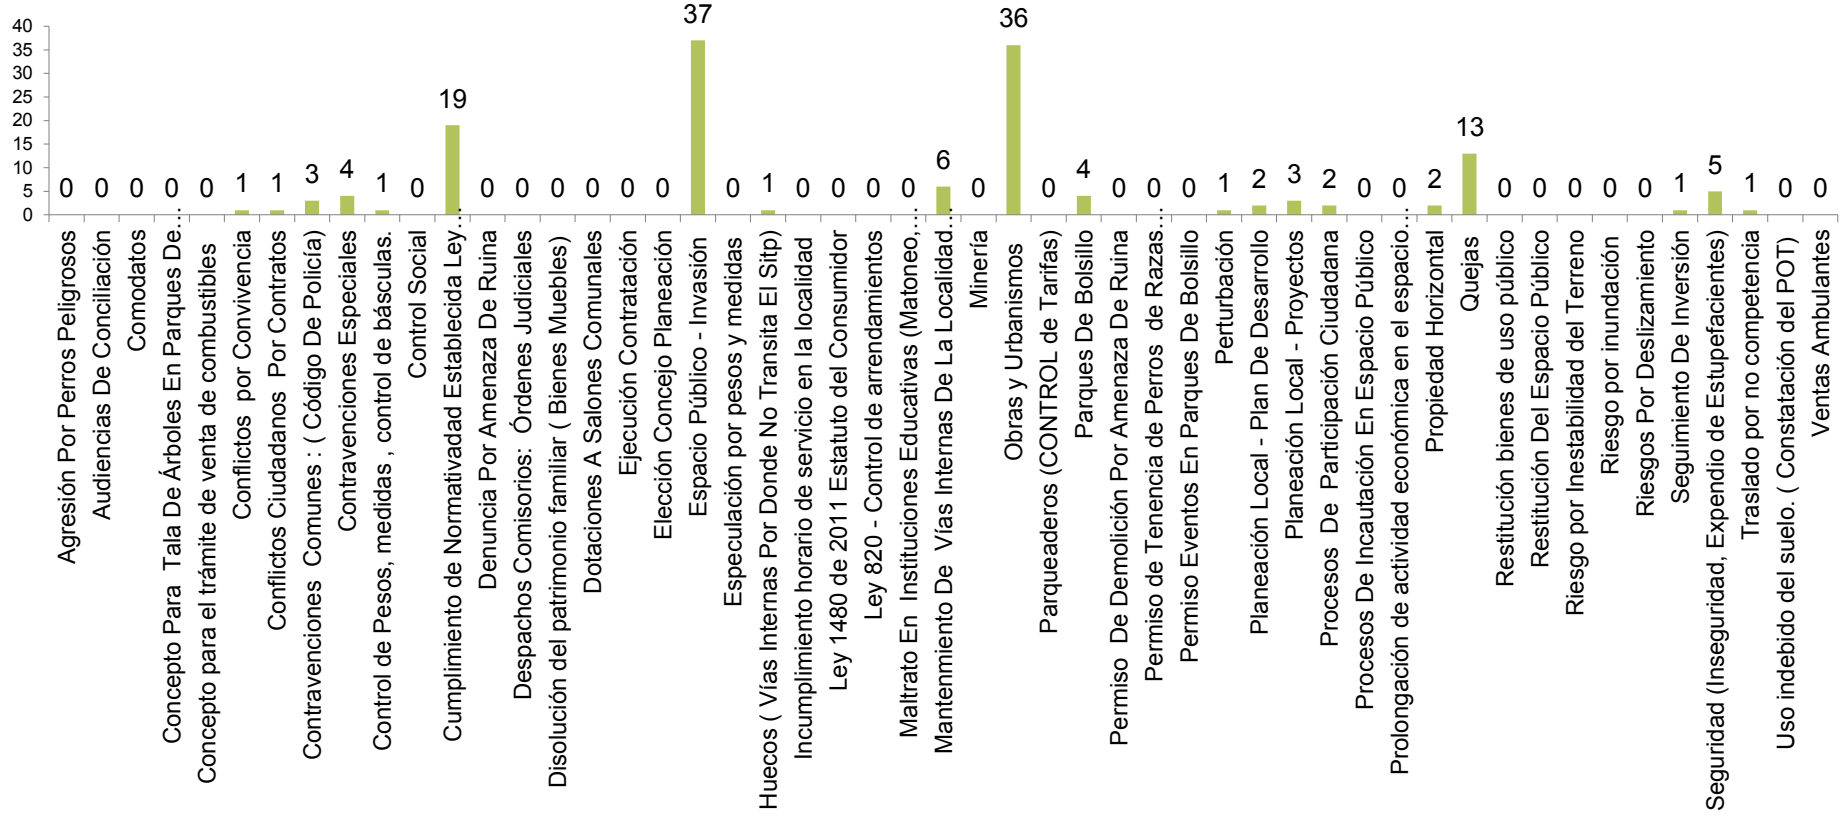 40
35
30
25
20
15
10
5
0
0
0
0
0
0
1
1
3
4
1
0
19
0
0
0
0
0
0
37
0
1
0
0
0
0
6
0
36
0
4
0
0
0
1
2
3
2
0
0
2
13
0
0
0
0
0
1
5
1
0
0
Agresión Por Perros Peligrosos
Audiencias De Conciliación
Comodatos
Concepto Para Tala De Árboles En Parques De…
Concepto para el trámite de venta de combustibles
Conflictos por Convivencia
Conflictos Ciudadanos Por Contratos
Contravenciones Comunes : ( Código De Policía)
Contravenciones Especiales
Control de Pesos, medidas , control de básculas.
Control Social
Cumplimiento de Normativadad Establecida Ley…
Denuncia Por Amenaza De Ruina
Despachos Comisorios: Órdenes Judiciales
Disolución del patrimonio familiar ( Bienes Muebles)
Dotaciones A Salones Comunales
Ejecución Contratación
Elección Concejo Planeación
Espacio Público - Invasión
Especulación por pesos y medidas
Huecos ( Vías Internas Por Donde No Transita El Sitp)
Incumplimiento horario de servicio en la localidad
Ley 1480 de 2011 Estatuto del Consumidor
Ley 820 - Control de arrendamientos
Maltrato En Instituciones Educativas (Matoneo,…
Mantenmiento De Vías Internas De La Localidad…
Minería
Obras y Urbanismos
Parqueaderos (CONTROL de Tarifas)
Parques De Bolsillo
Permiso De Demolición Por Amenaza De Ruina
Permiso de Tenencia de Perros de Razas…
Permiso Eventos En Parques De Bolsillo
Perturbación
Planeación Local - Plan De Desarrollo
Planeación Local - Proyectos
Procesos De Participación Ciudadana
Procesos De Incautación En Espacio Público
Prolongación de actividad económica en el espacio…
Propiedad Horizontal
Quejas
Restitución bienes de uso público
Restitución Del Espacio Público
Riesgo por Inestabilidad del Terreno
Riesgo por inundación
Riesgos Por Deslizamiento
Seguimiento De Inversión
Seguridad (Inseguridad, Expendio de Estupefacientes)
Traslado por no competencia
Uso indebido del suelo. ( Constatación del POT)
Ventas Ambulantes